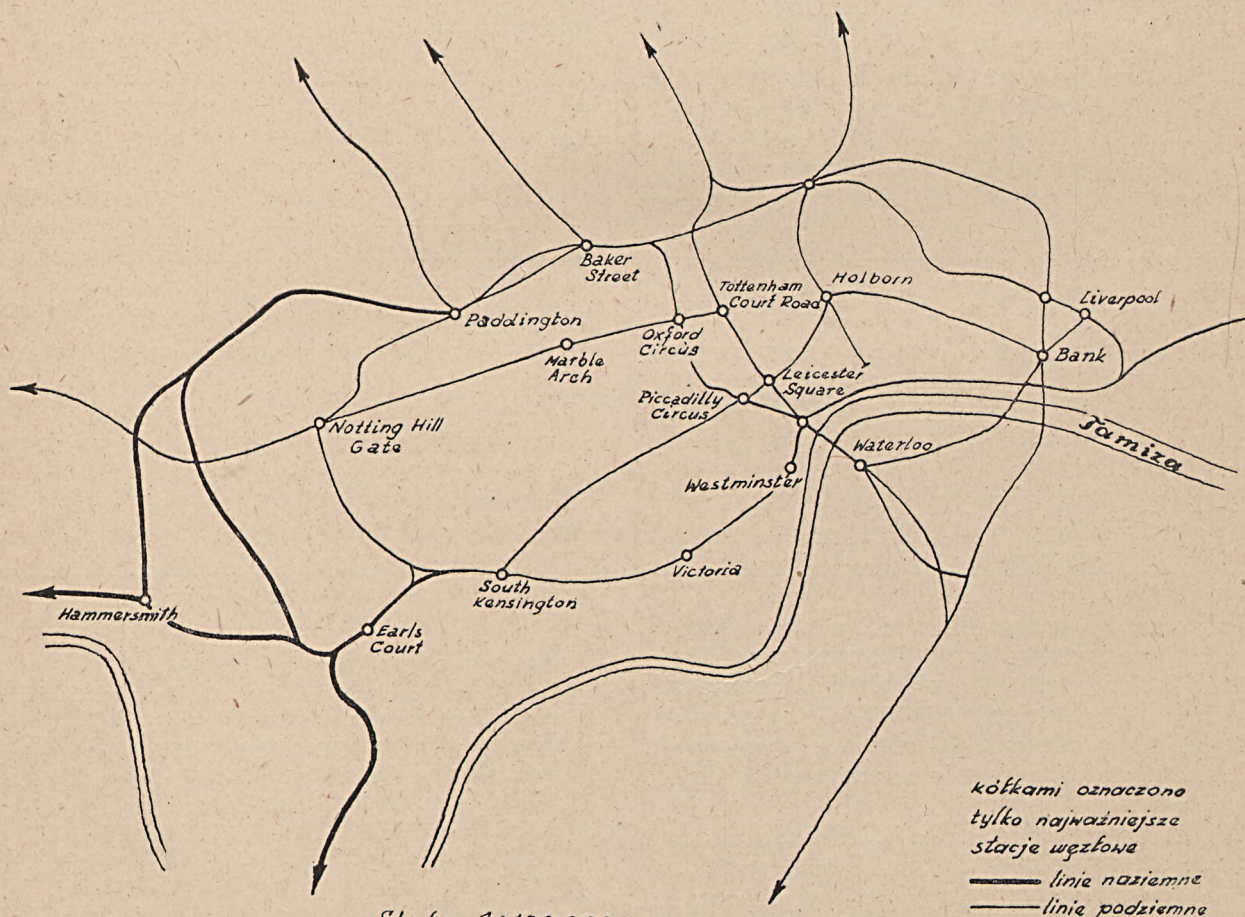 Baker
Street
Paddington
Tottenham
Court Road
Holborn
Liverpool
Oxford
Circus
Marble
Arch
Bank
Leicester
Square
Piccadilly
Circus
Notting Hill
Gate
Waterloo
Tamiza
Westminster
Victoria
South
Kensington
Hammersmith
Earls
Court
kółkami oznaczono
tylko najważniejsze
stacje węzłowe
linie naziemne
linie podziemne